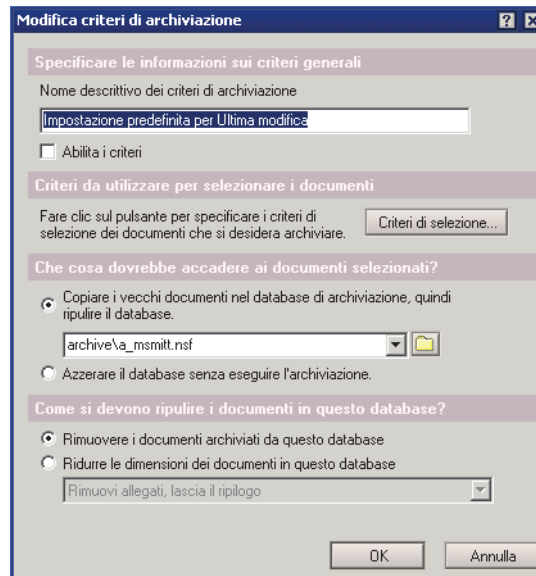 Modifica criteri di archiviazione
Specificare le informazioni sui criteri generali
Nome descrittivo dei criteri di archiviazione
Impostazione predefinita per Ultima modifica
Abilita i criteri
Criteri da utilizzare per selezionare i documenti
Fare clic sul pulsante per specificare i criteri di
selezione dei documenti che si desidera archiviare.
Criteri di selezione...
Che cosa dovrebbe accadere ai documenti selezionati?
Copiare i vecchi documenti nel database di archiviazione, quindi
ripulire il database.
archive\a_msmitt.nsf
Azzerare il database senza eseguire l'archiviazione.
Come si devono ripulire i documenti in questo database?
Rimuovere i documenti archiviati da questo database
Ridurre le dimensioni dei documenti in questo database
Rimuovi allegati, lascia il ripilogo
OK
Annulla